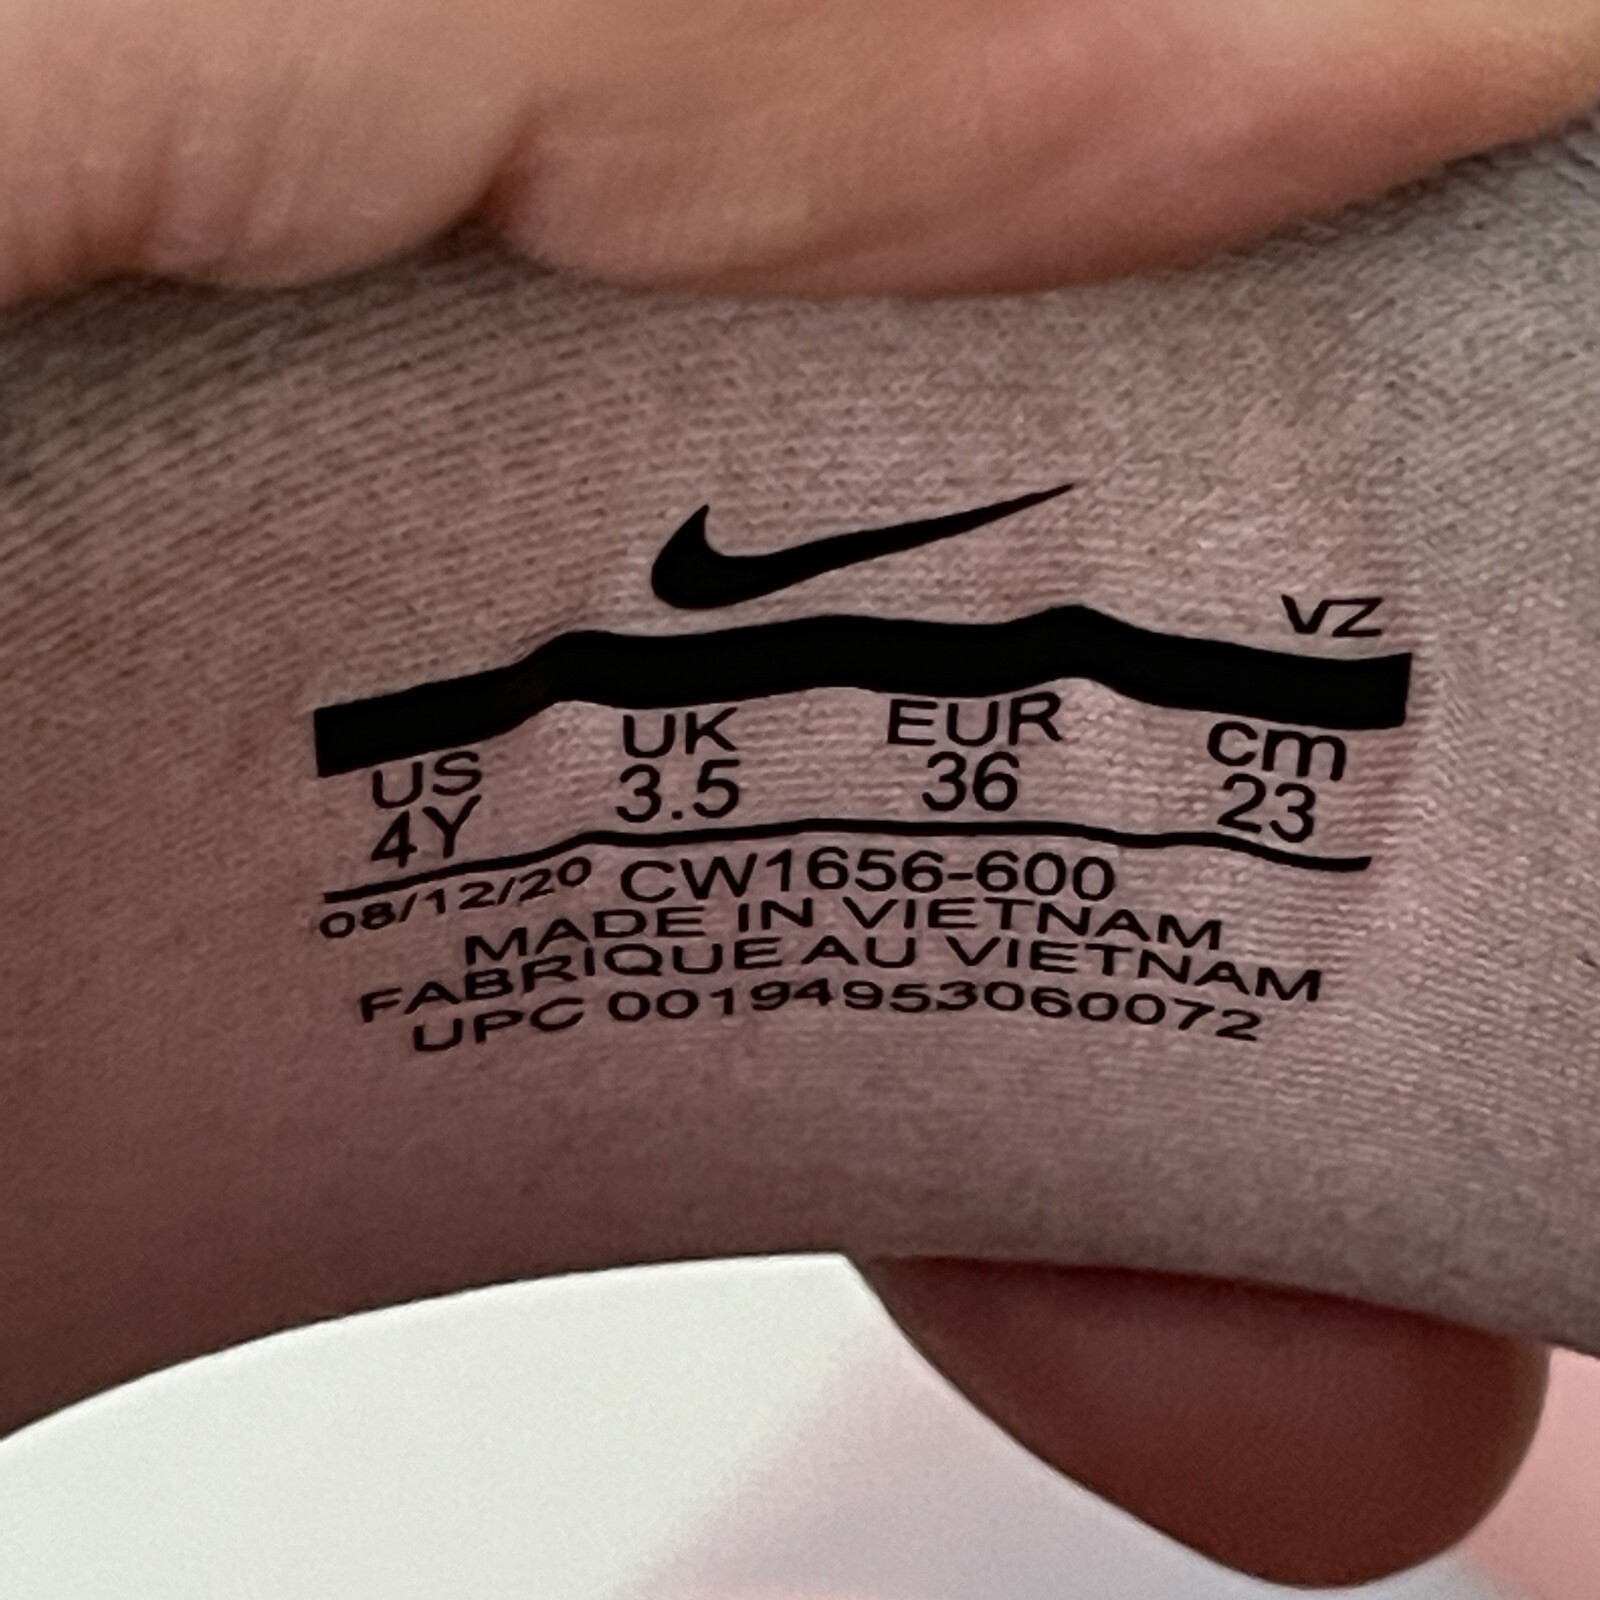 VZ
US UK EUR cm
4Y 3.5 36 23
08/12/20 CW1656-600
MADE IN VIETNAM
FABRIQUE AU VIETNAM
UPC 00194953060072